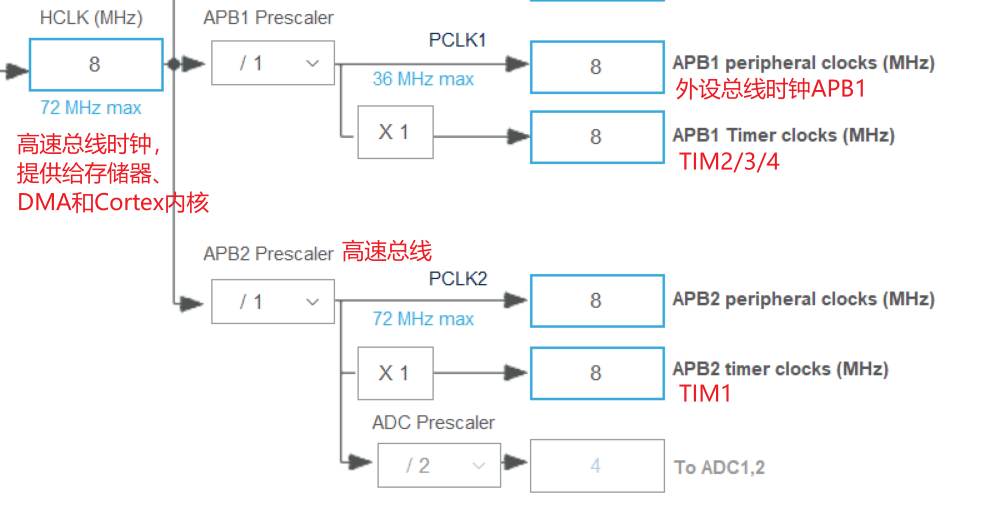 HCLK (MHz)
APB1 Prescaler
8
/ 1
PCLK1
36 MHz max
8
APB1 peripheral clocks (MHz)
外设总线时钟APB1
72 MHz max
X 1
8
APB1 Timer clocks (MHz)
TIM2/3/4
高速总线时钟，
提供给存储器、
DMA和Cortex内核
APB2 Prescaler
高速总线
/ 1
PCLK2
72 MHz max
8
APB2 peripheral clocks (MHz)
X 1
8
APB2 timer clocks (MHz)
TIM1
ADC Prescaler
/ 2
4
To ADC1,2